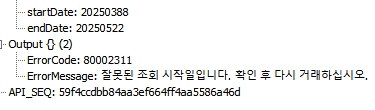 startDate: 20250388
endDate: 20250522
Output {} (2)
ErrorCode: 80002311
ErrorMessage: 잘못된 조회 시작일입니다. 확인 후 다시 거래하십시오.
API_SEQ: 59f4ccdbb84aa3ef664ff4aa5586a46d